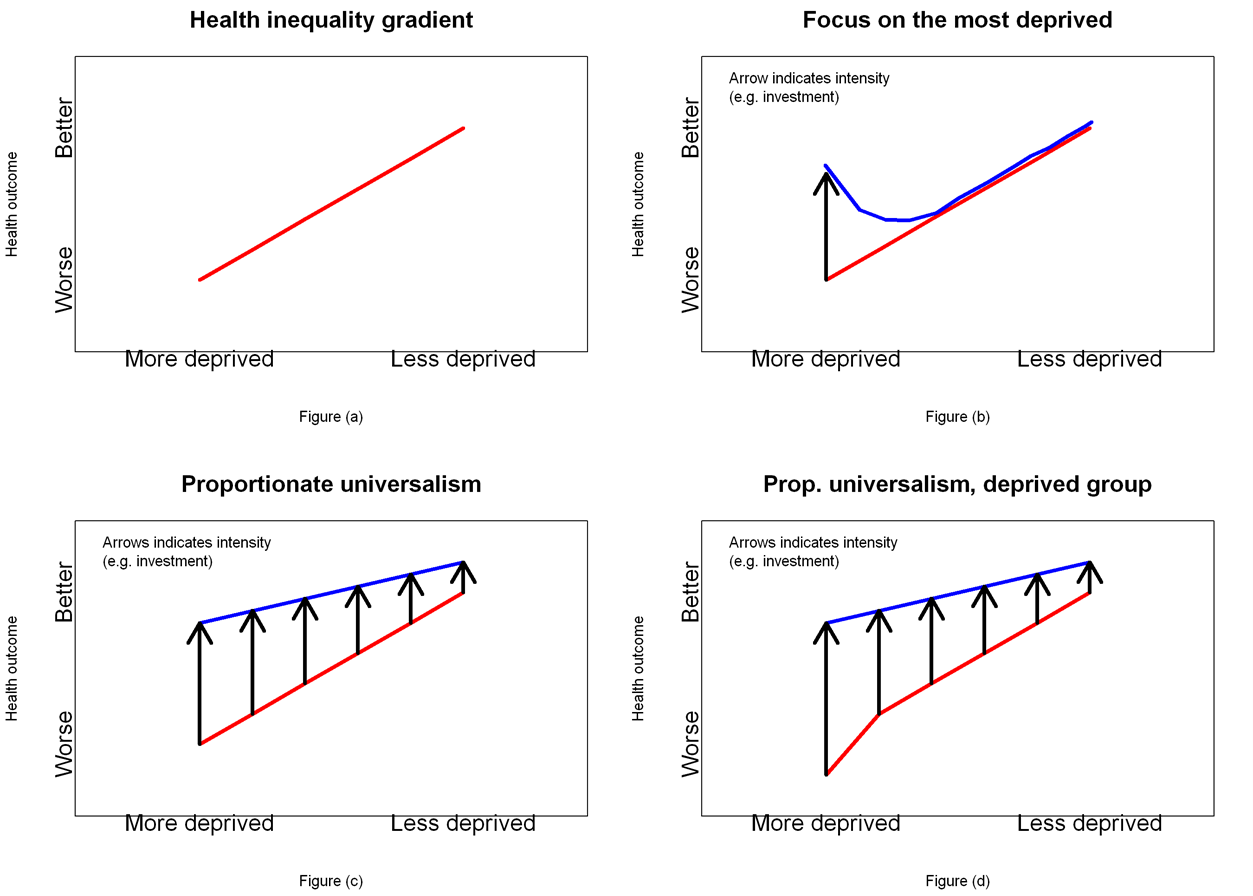 Health inequality gradient
Health outcome
Better
Worse
More deprived
Less deprived
Figure (a)
Focus on the most deprived
Arrow indicates intensity
(e.g. investment)
Health outcome
Better
Worse
More deprived
Less deprived
Figure (b)
Proportionate universalism
Arrows indicates intensity
(e.g. investment)
Health outcome
Better
Worse
More deprived
Less deprived
Figure (c)
Prop. universalism, deprived group
Arrows indicates intensity
(e.g. investment)
Health outcome
Better
Worse
More deprived
Less deprived
Figure (d)